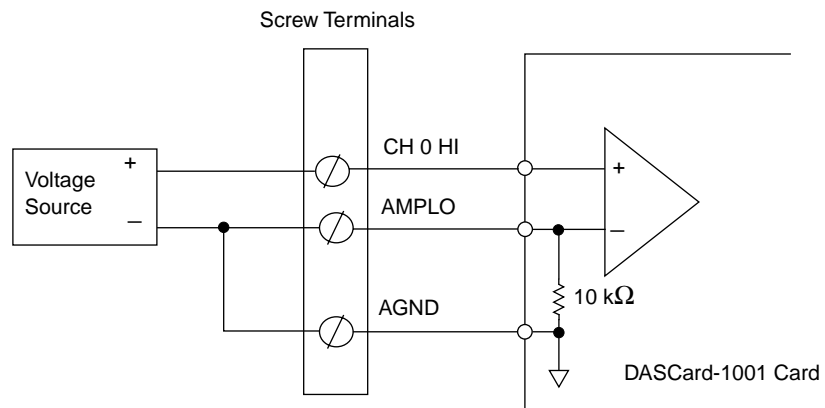 Screw Terminals
CH 0 HI
+
+
Voltage
Source
–
AMPLO
–
10 kΩ
AGND
DASCard-1001 Card